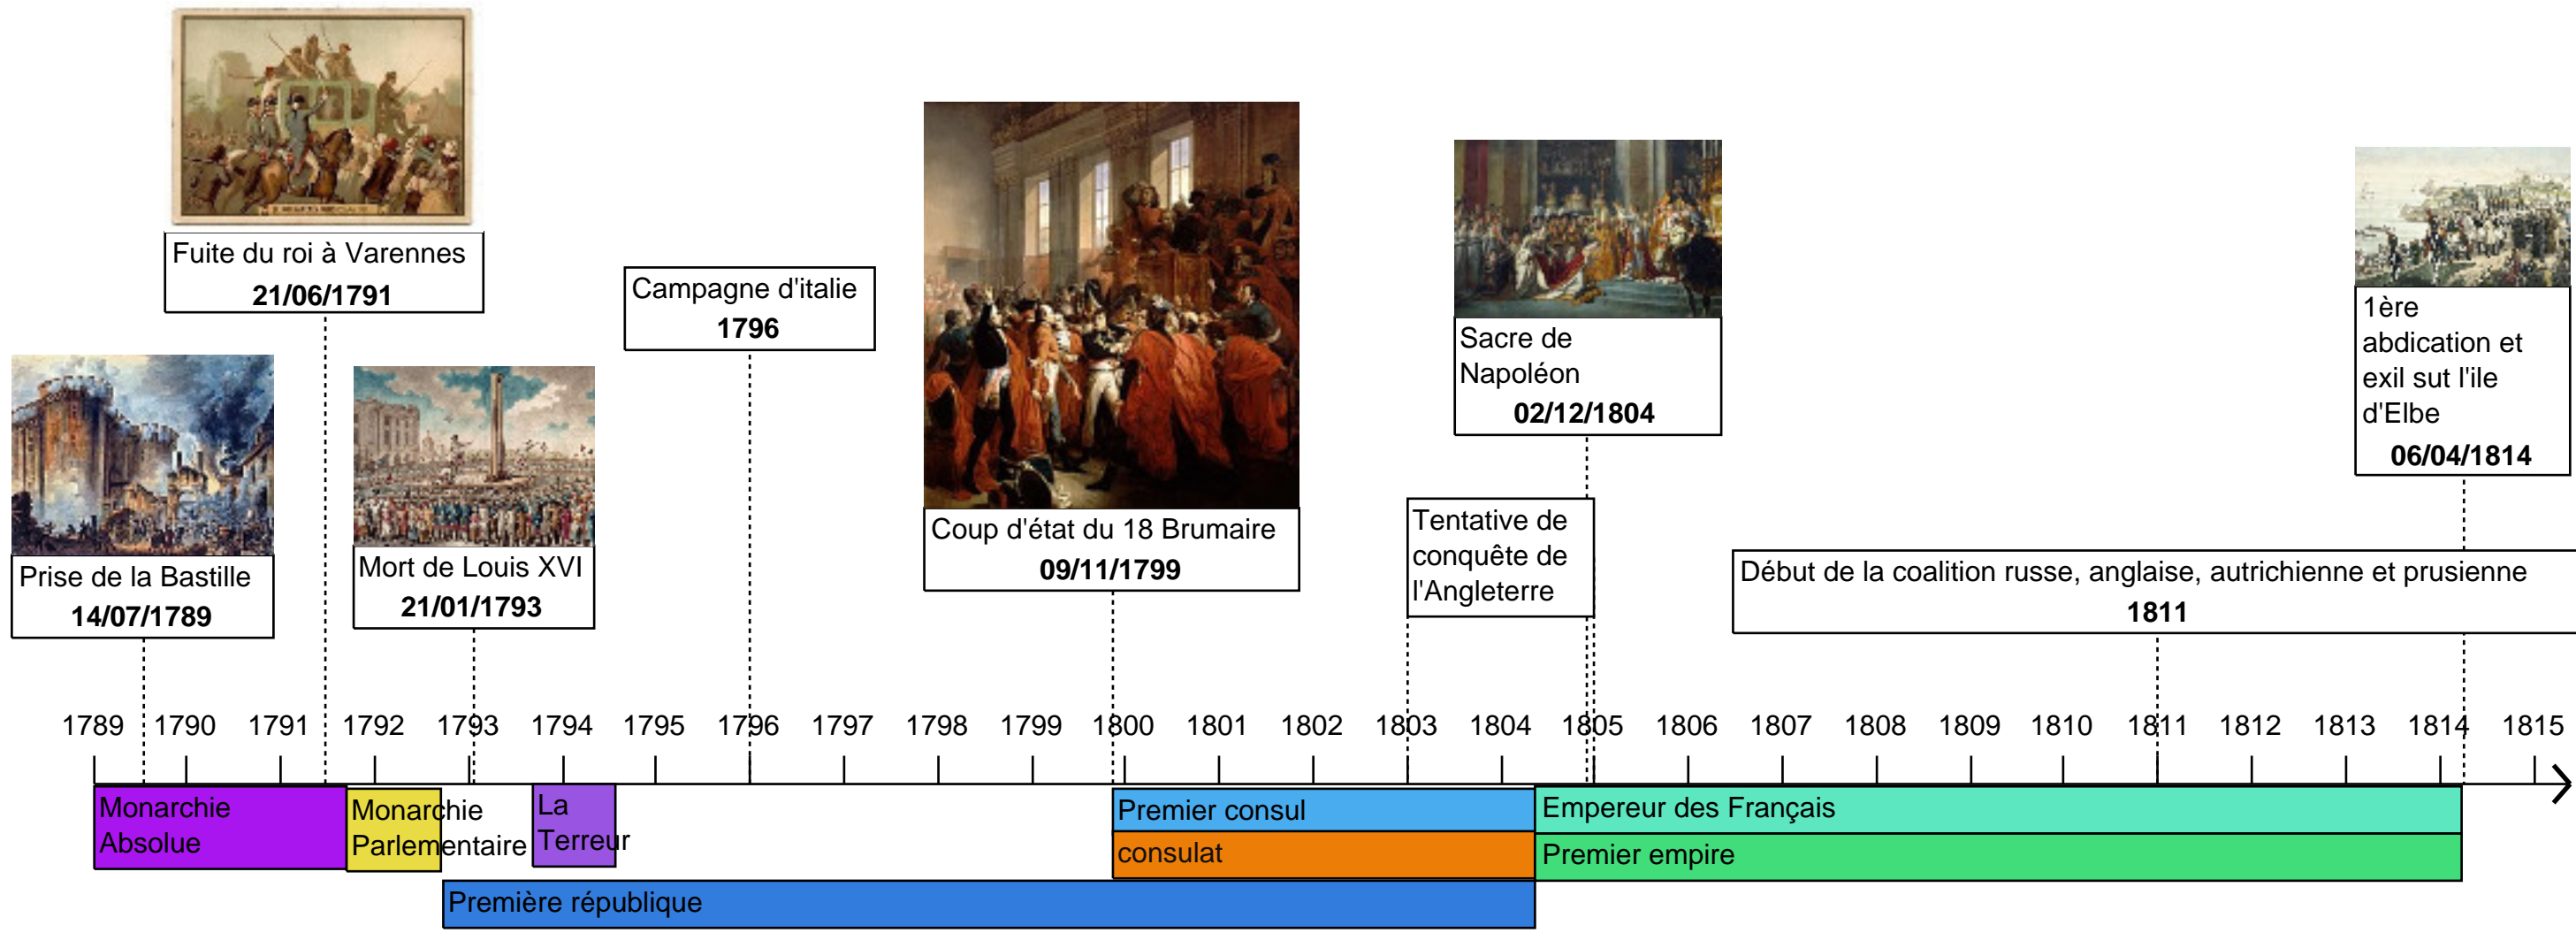 Fuite du roi à Varennes
21/06/1791
Campagne d'italie
1796
Prise de la Bastille
14/07/1789
Mort de Louis XVI
21/01/1793
Coup d'état du 18 Brumaire
09/11/1799
Sacre de
Napoléon
02/12/1804
Tentative de
conquête de
l'Angleterre
1ère
abdication et
exil sut l'ile
d'Elbe
06/04/1814
Début de la coalition russe, anglaise, autrichienne et prusienne
1811
1789 1790 1791 1792 1793 1794 1795 1796 1797 1798 1799 1800 1801 1802 1803 1804 1805 1806 1807 1808 1809 1810 1811 1812 1813 1814 1815
Monarchie
Absolue
Monarchie
Parlementaire
La
Terreur
Premier consul
consulat
Empereur des Français
Premier empire
Première république